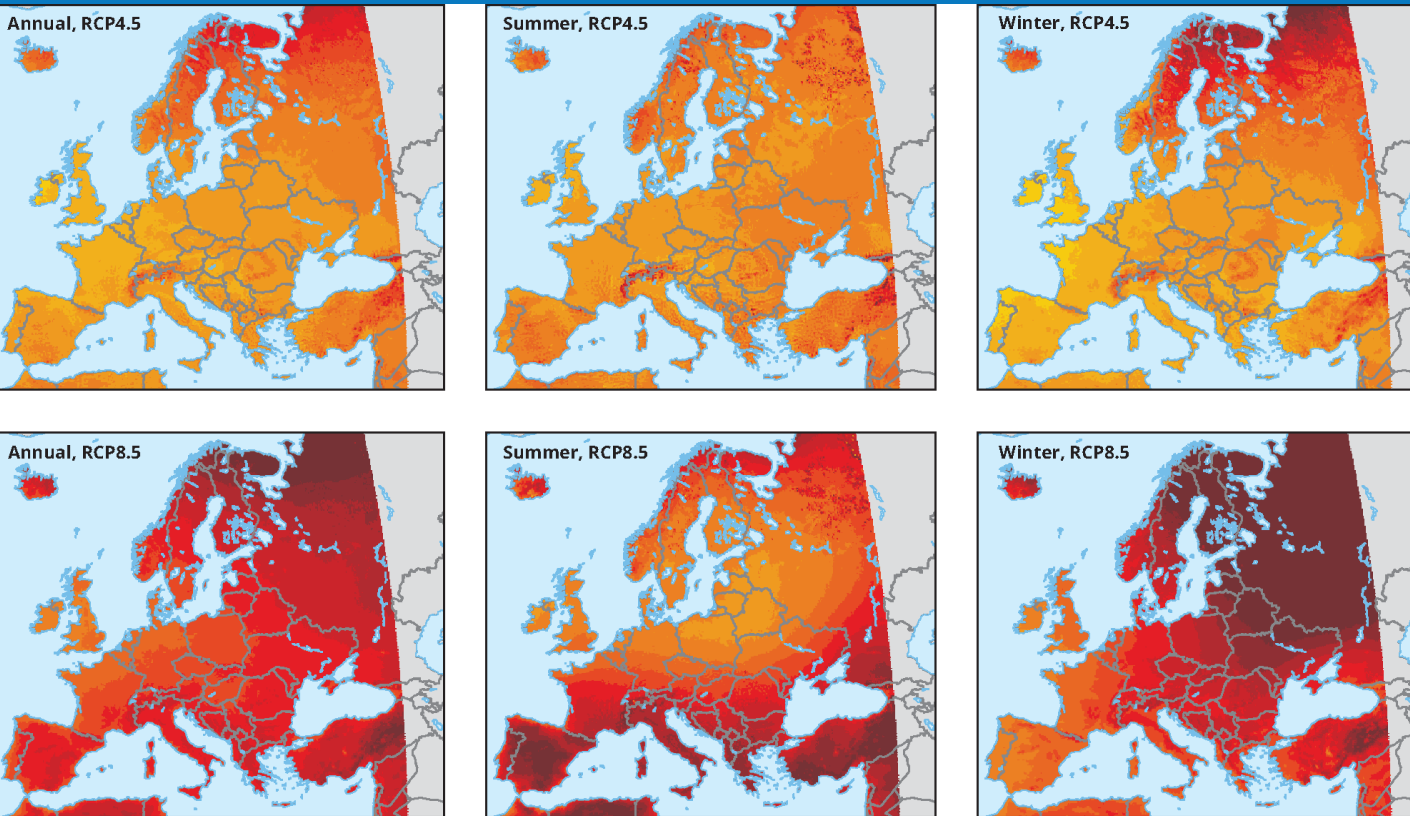 Annual, RCP4.5
Summer, RCP4.5
Winter, RCP4.5
Annual, RCP8.5
Summer, RCP8.5
Winter, RCP8.5